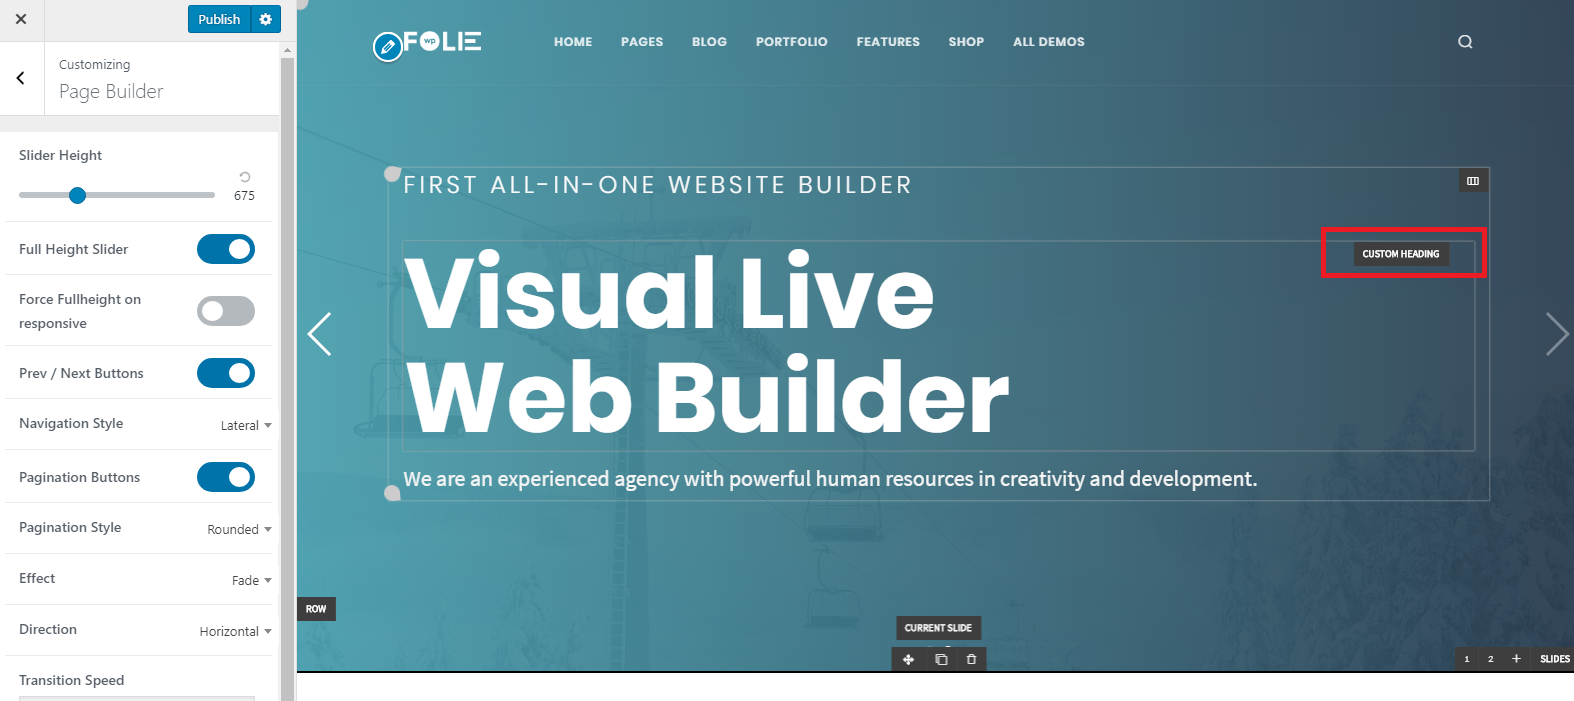 Publish
Customizing
Page Builder
Slider Height
675
Full Height Slider
Force Fullheight on
responsive
Prev / Next Buttons
Navigation Style
Lateral
Pagination Buttons
Pagination Style
Rounded
Effect
Fade
Direction
Horizontal
Transition Speed
FOLIE
wp
HOME PAGES BLOG PORTFOLIO FEATURES SHOP ALL DEMOS
FIRST ALL-IN-ONE WEBSITE BUILDER
CUSTOM HEADING
Visual Live
Web Builder
We are an experienced agency with powerful human resources in creativity and development.
ROW
CURRENT SLIDE
1 2 + SLIDES